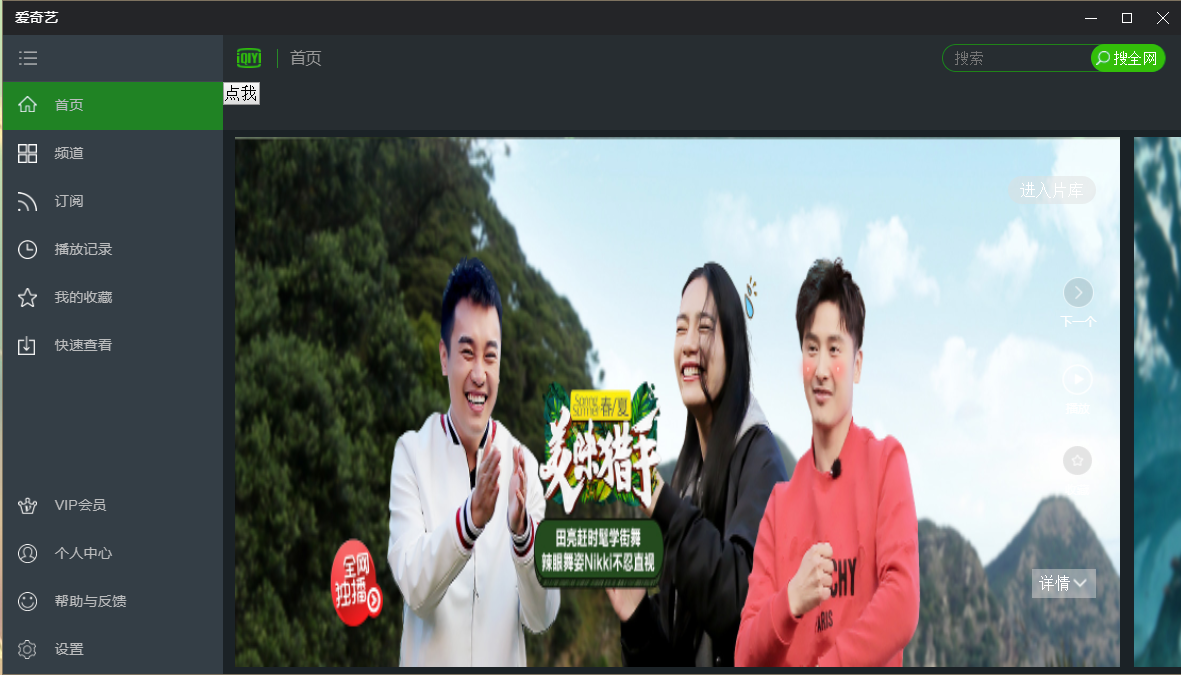 爱奇艺
首页
搜索
搜全网
首页
点我
频道
订阅
播放记录
我的收藏
快速查看
VIP会员
个人中心
帮助与反馈
设置
进入片库
下一个
Spring
Summer
春/夏
美味猎手
田亮赶时髦学街舞
辣眼舞姿Nikki不忍直视
全网
独播
PARIS
详情